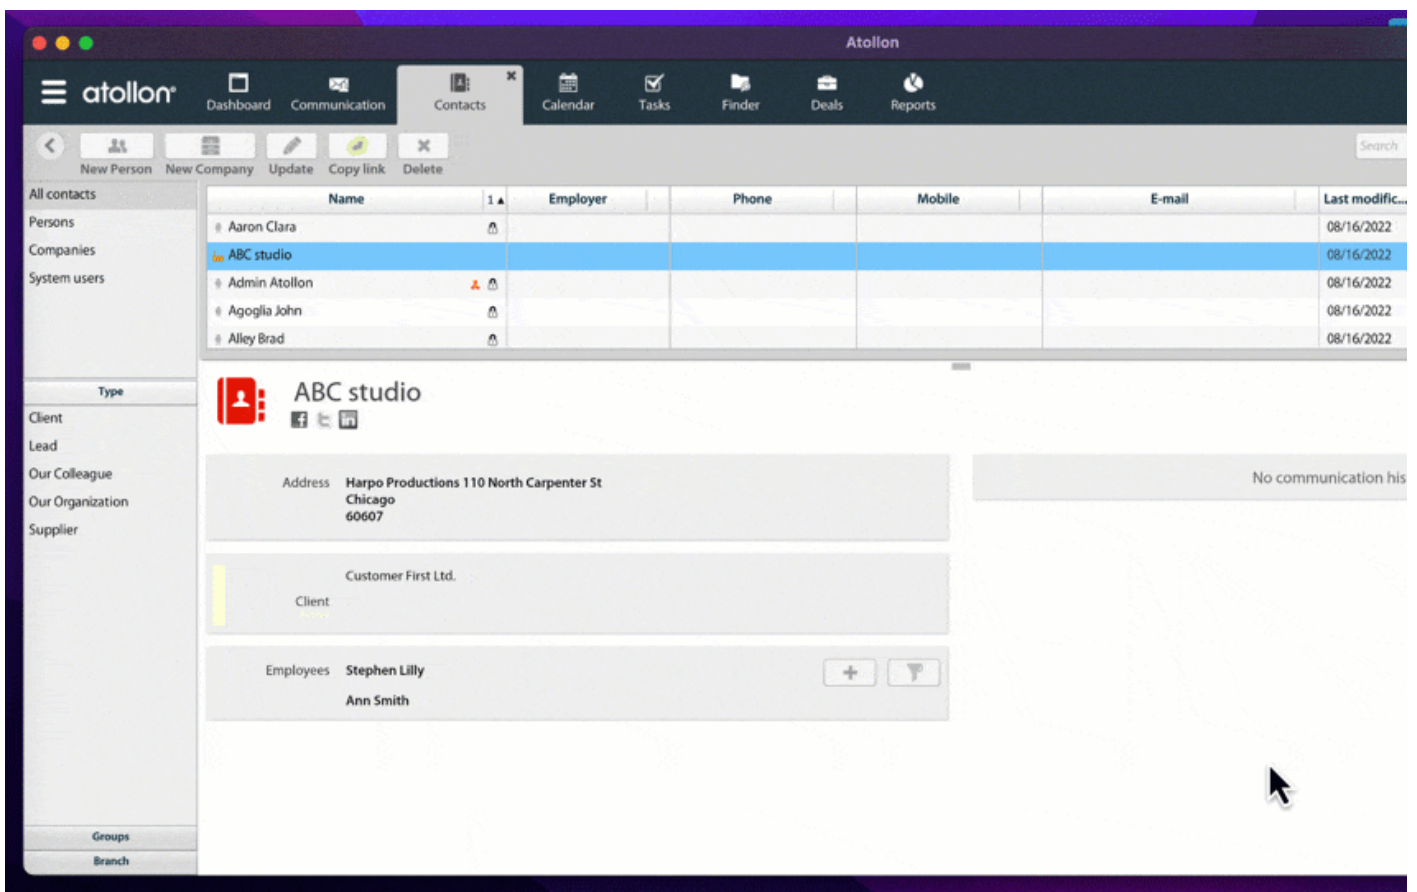 Atollon
atollon®
Dashboard
Communication
Contacts
Calendar
Tasks
Finder
Deals
Reports
New Person
New Company
Update
Copy link
Delete
Search
All contacts
Persons
Companies
System users
Name 1 Employer Phone Mobile E-mail Last modific...
Aaron Clara 08/16/2022
ABC studio 08/16/2022
Admin Atollon 08/16/2022
Agoglia John 08/16/2022
Alley Brad 08/16/2022
Type
Client
Lead
Our Colleague
Our Organization
Supplier
Groups
Branch
ABC studio
Address Harpo Productions 110 North Carpenter St
Chicago
60607
Customer First Ltd.
Client
Employees Stephen Lilly
Ann Smith
No communication his